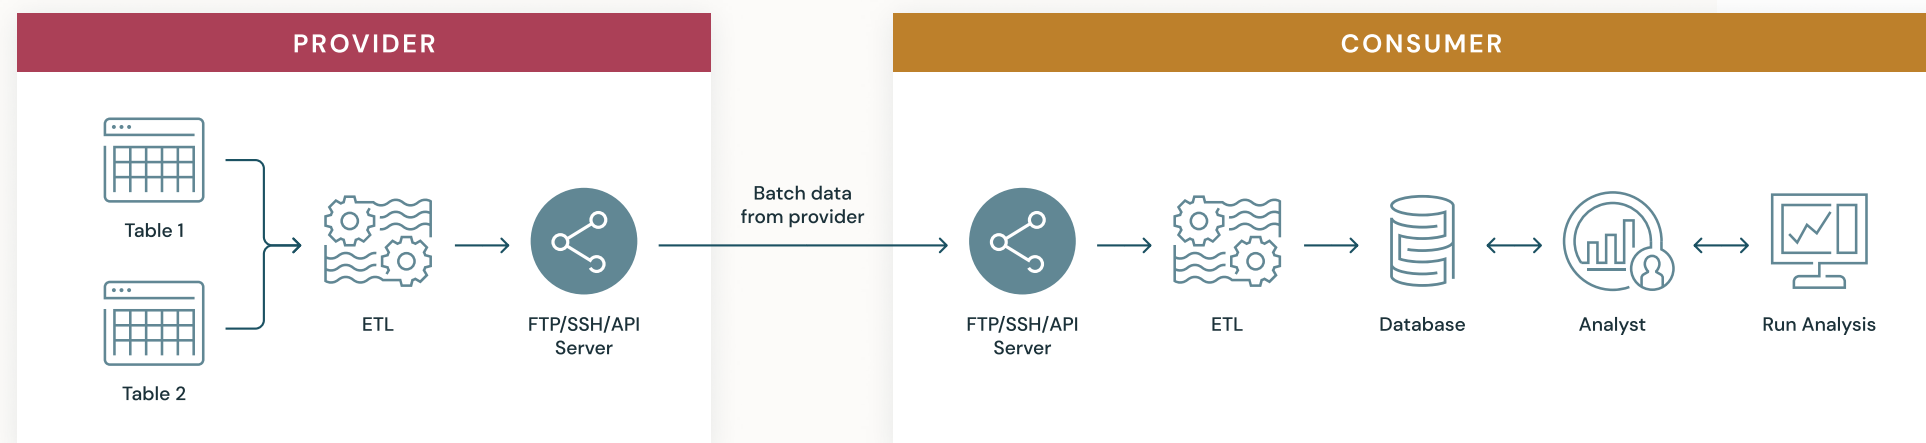 PROVIDER
CONSUMER
Table 1
Table 2
ETL
FTP/SSH/API
Server
Batch data
from provider
FTP/SSH/API
Server
ETL
Database
Analyst
Run Analysis